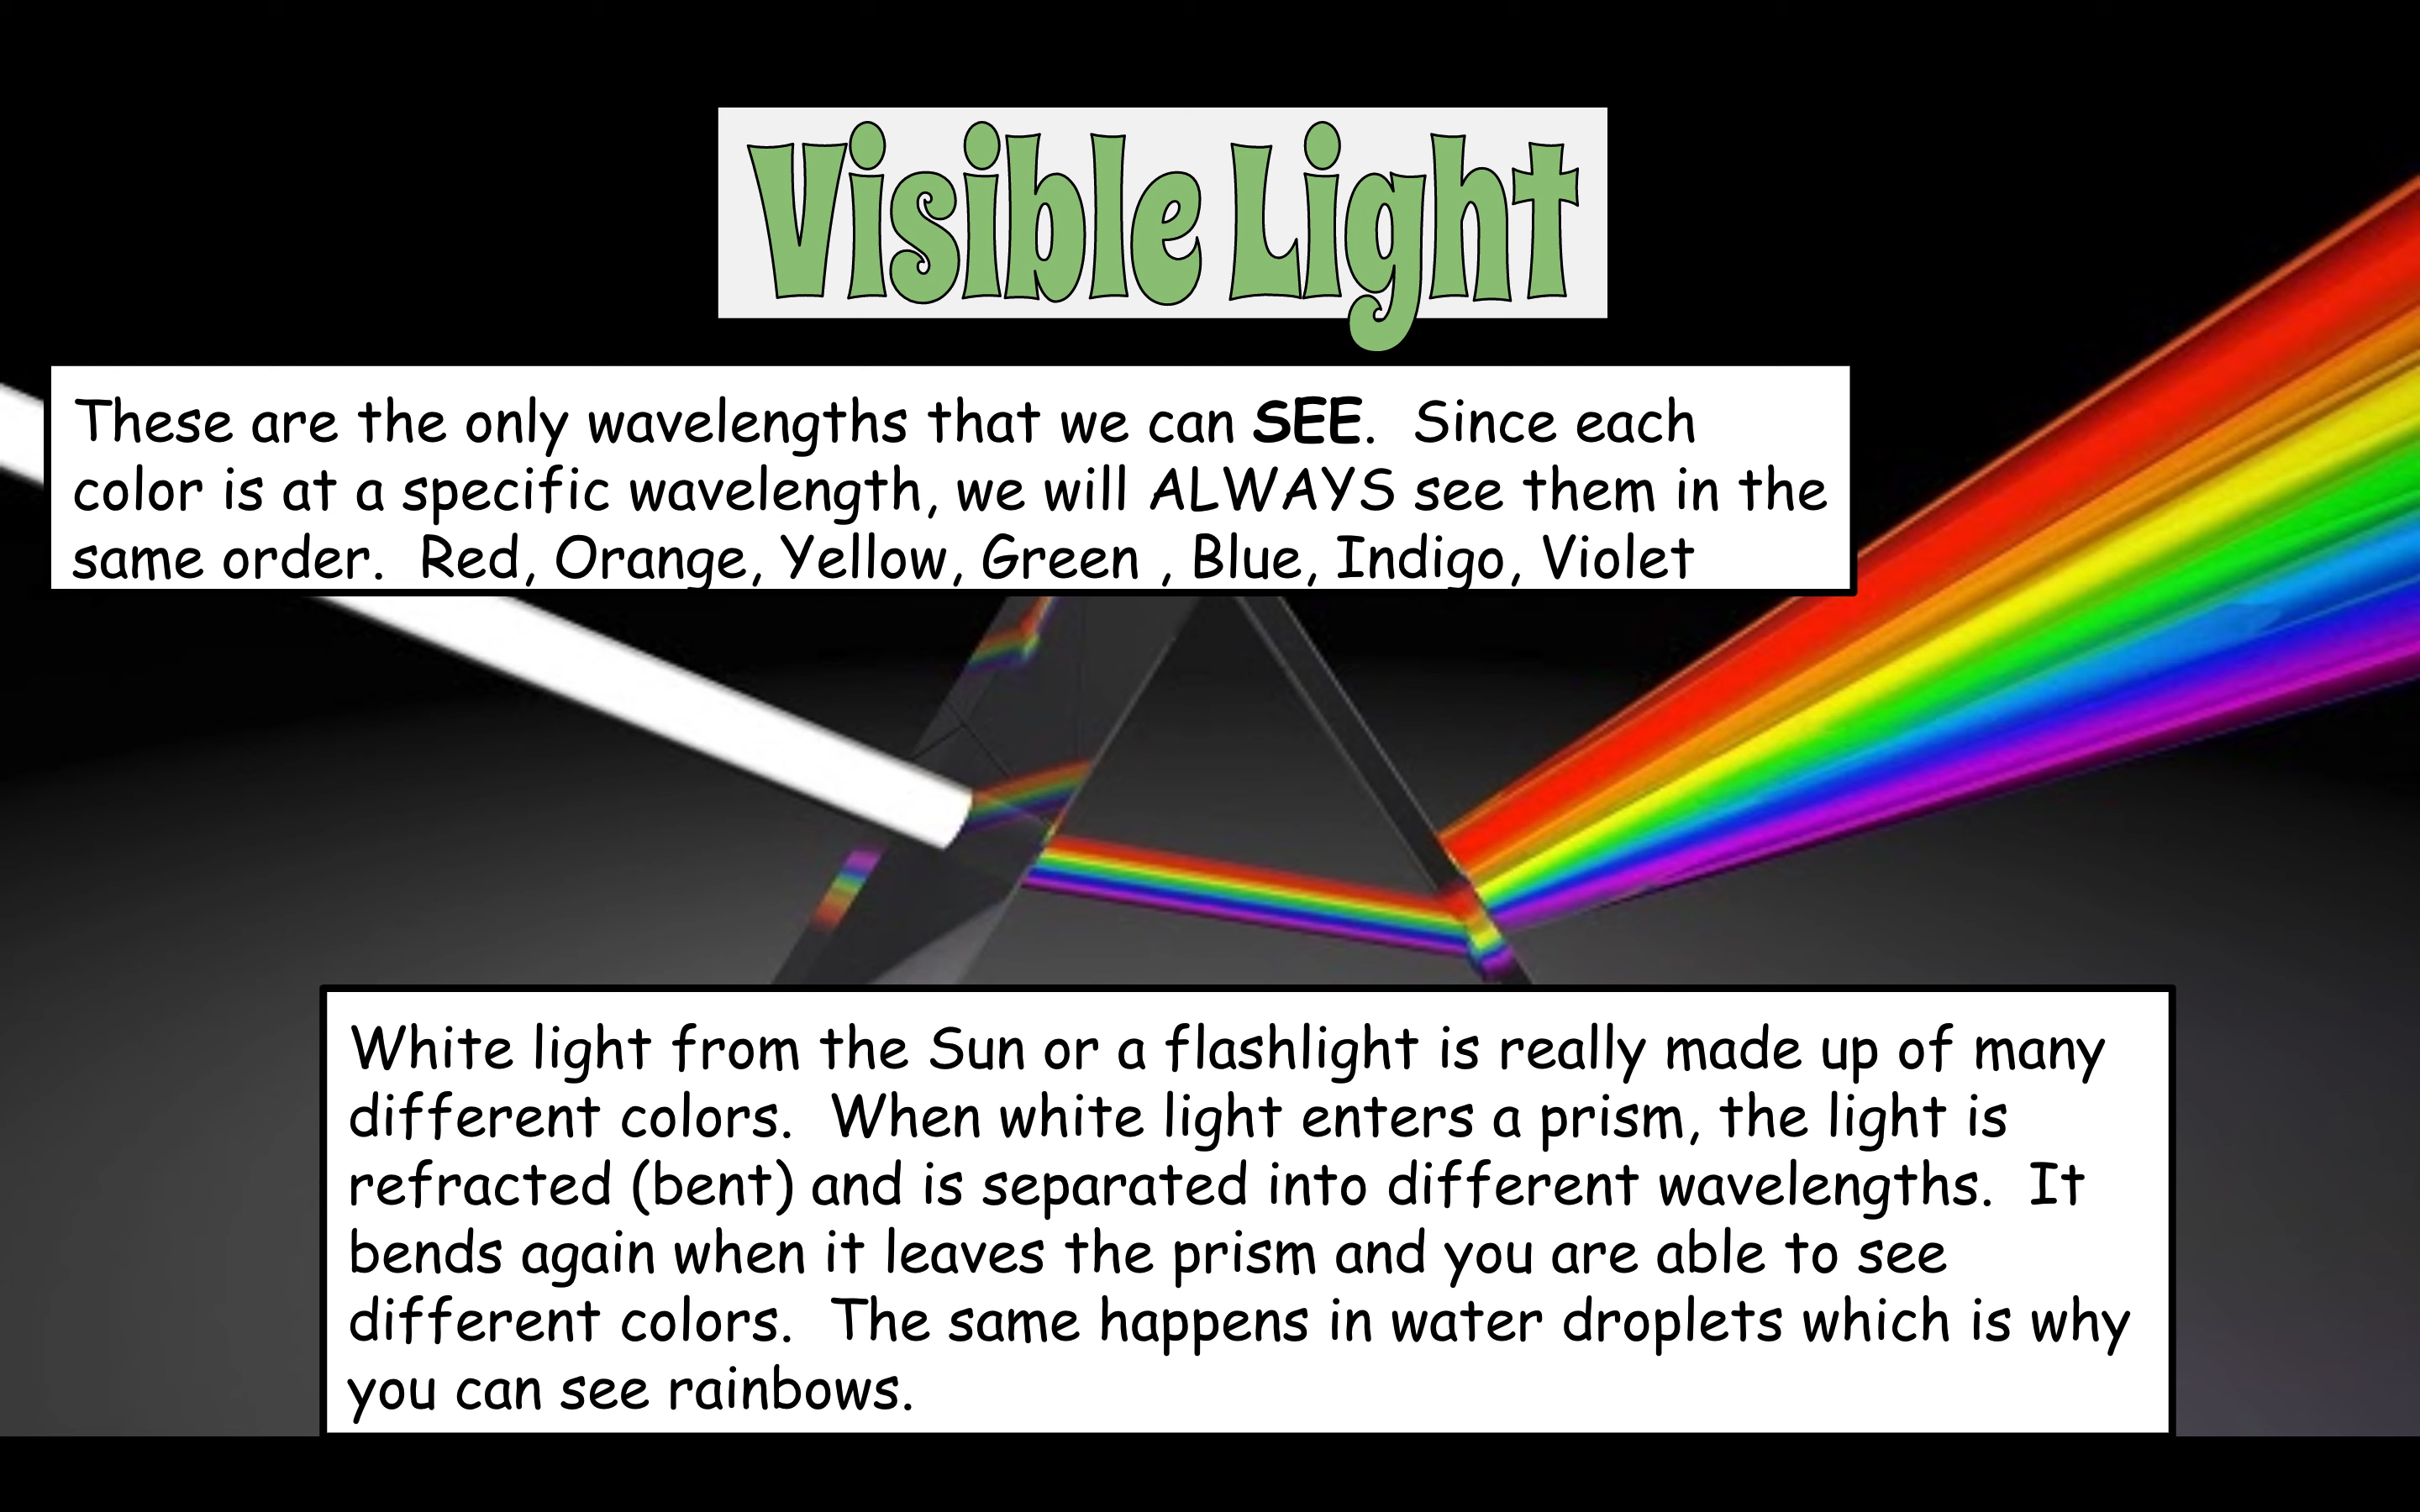 Visible Light
These are the only wavelengths that we can SEE.  Since each
color is at a specific wavelength, we will ALWAYS see them in the
same order.  Red, Orange, Yellow, Green , Blue, Indigo, Violet
White light from the Sun or a flashlight is really made up of many
different colors.  When white light enters a prism, the light is
refracted (bent) and is separated into different wavelengths.  It
bends again when it leaves the prism and you are able to see
different colors.  The same happens in water droplets which is why
you can see rainbows.